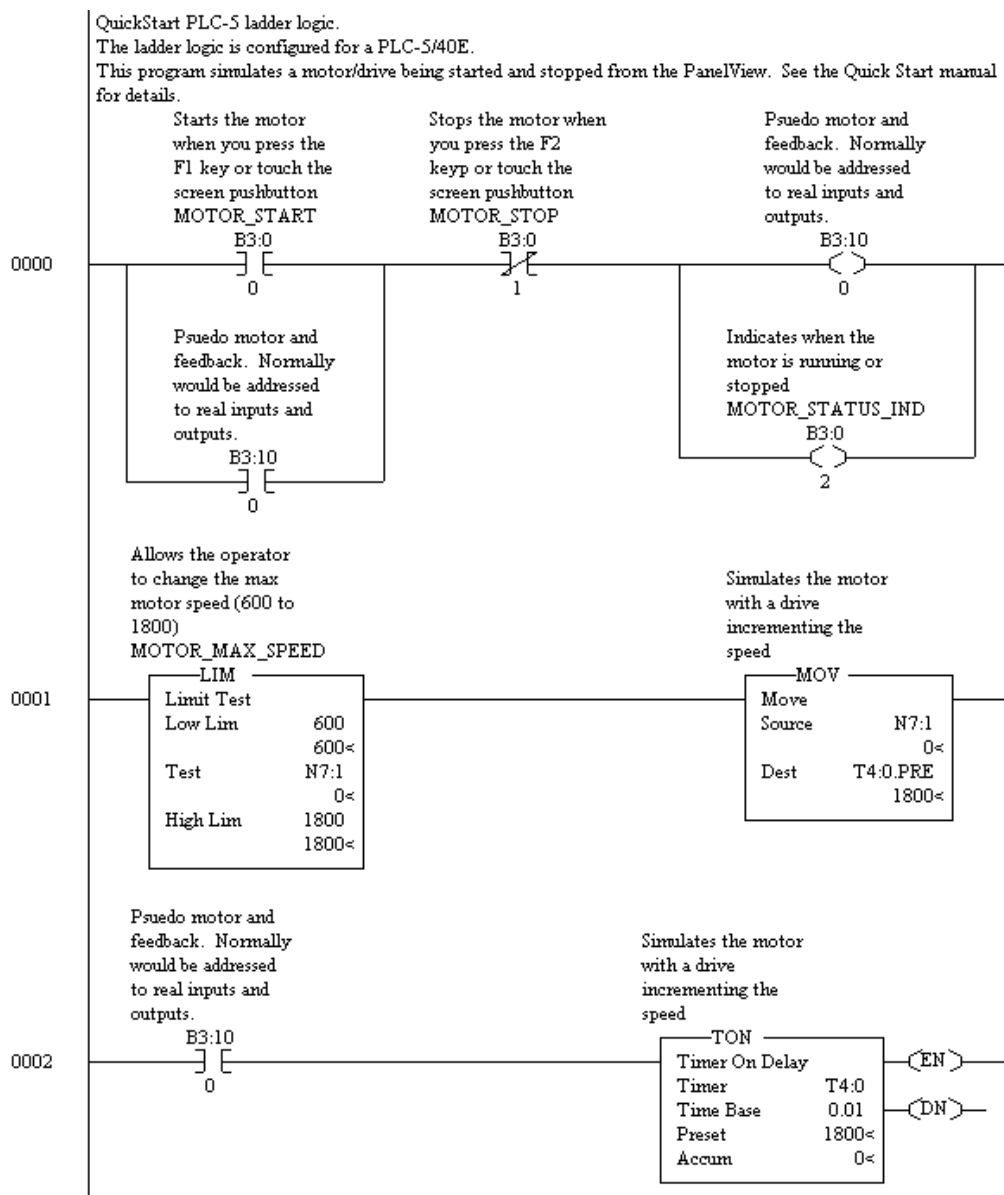 QuickStart PLC-5 ladder logic.
The ladder logic is configured for a PLC-5/40E.
This program simulates a motor/drive being started and stopped from the PanelView.  See the Quick Start manual
for details.
Starts the motor
when you press the
F1 key or touch the
screen pushbutton
MOTOR_START
B3:0
0
Stops the motor when
you press the F2
keyp or touch the
screen pushbutton
MOTOR_STOP
B3:0
1
Psuedo motor and
feedback.  Normally
would be addressed
to real inputs and
outputs.
B3:10
0
0000
Psuedo motor and
feedback.  Normally
would be addressed
to real inputs and
outputs.
B3:10
0
Indicates when the
motor is running or
stopped
MOTOR_STATUS_IND
B3:0
2
Allows the operator
to change the max
motor speed (600 to
1800)
MOTOR_MAX_SPEED
0001
LIM
Limit Test
Low Lim 600
600<
Test N7:1
0<
High Lim 1800
1800<
Simulates the motor
with a drive
incrementing the
speed
MOV
Move
Source N7:1
0<
Dest T4:0.PRE
1800<
Psuedo motor and
feedback.  Normally
would be addressed
to real inputs and
outputs.
B3:10
0
0002
Simulates the motor
with a drive
incrementing the
speed
TON
Timer On Delay
Timer T4:0
Time Base 0.01
Preset 1800<
Accum 0<
EN
DN